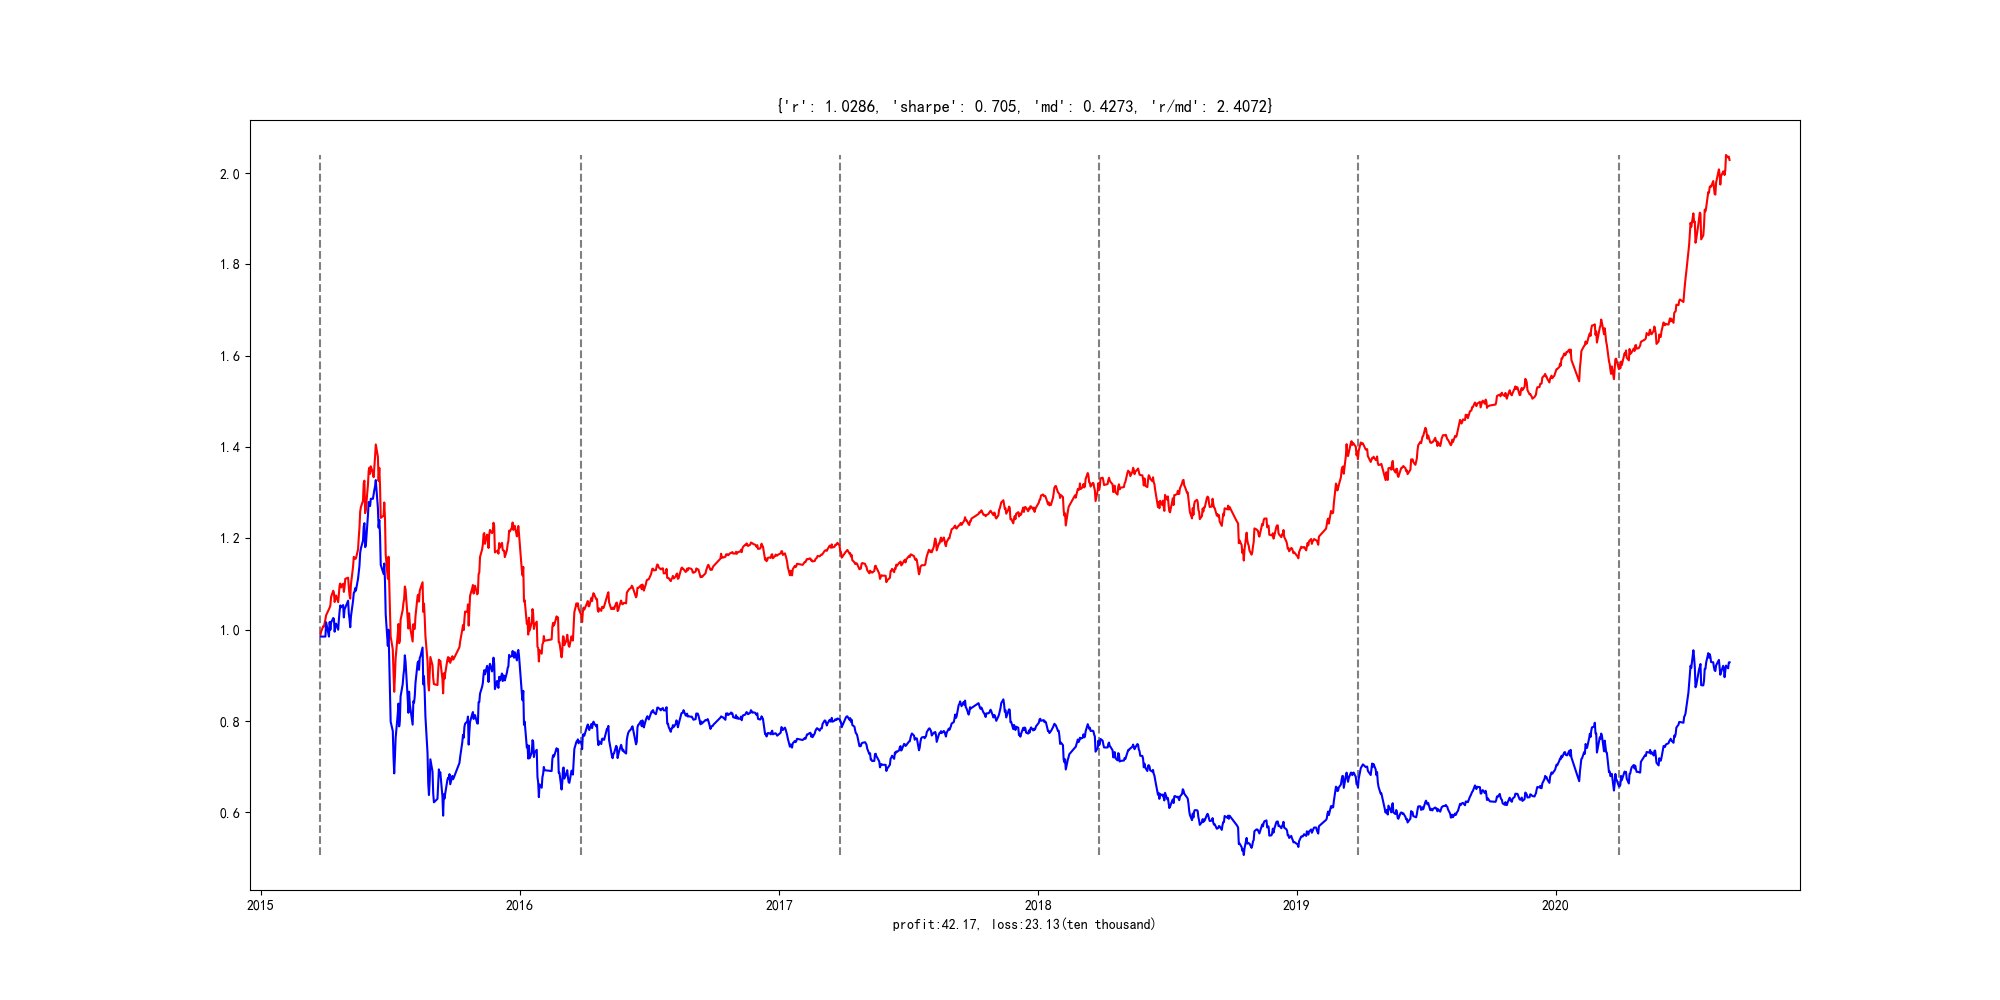 {'r': 1.0286, 'sharpe': 0.705, 'md': 0.4273, 'r/md': 2.4072}
2.0
1.8
1.6
1.4
1.2
1.0
0.8
0.6
2015 2016 2017 2018 2019 2020
profit:42.17, loss:23.13(ten thousand)